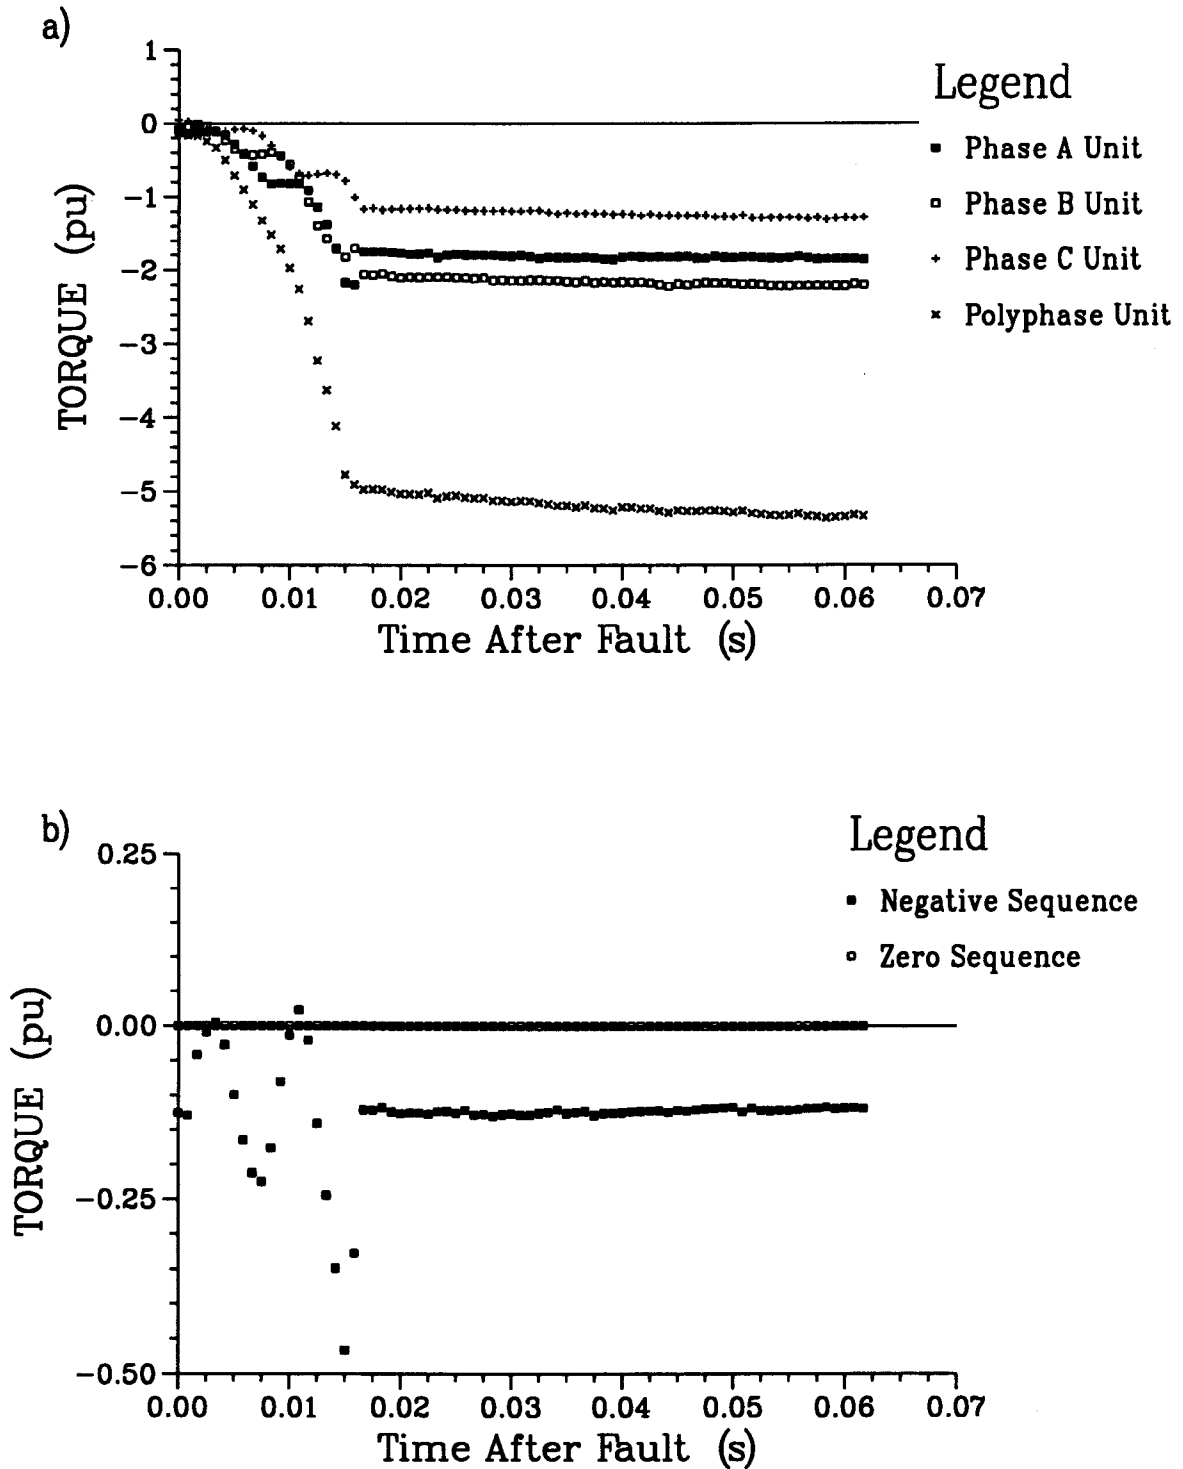 a)
Legend
Phase A Unit
Phase B Unit
Phase C Unit
Polyphase Unit
TORQUE (pu)
1
0
−1
−2
−3
−4
−5
−6
0.00 0.01 0.02 0.03 0.04 0.05 0.06 0.07
Time After Fault (s)
b)
Legend
Negative Sequence
Zero Sequence
TORQUE (pu)
0.25
0.00
−0.25
−0.50
0.00 0.01 0.02 0.03 0.04 0.05 0.06 0.07
Time After Fault (s)